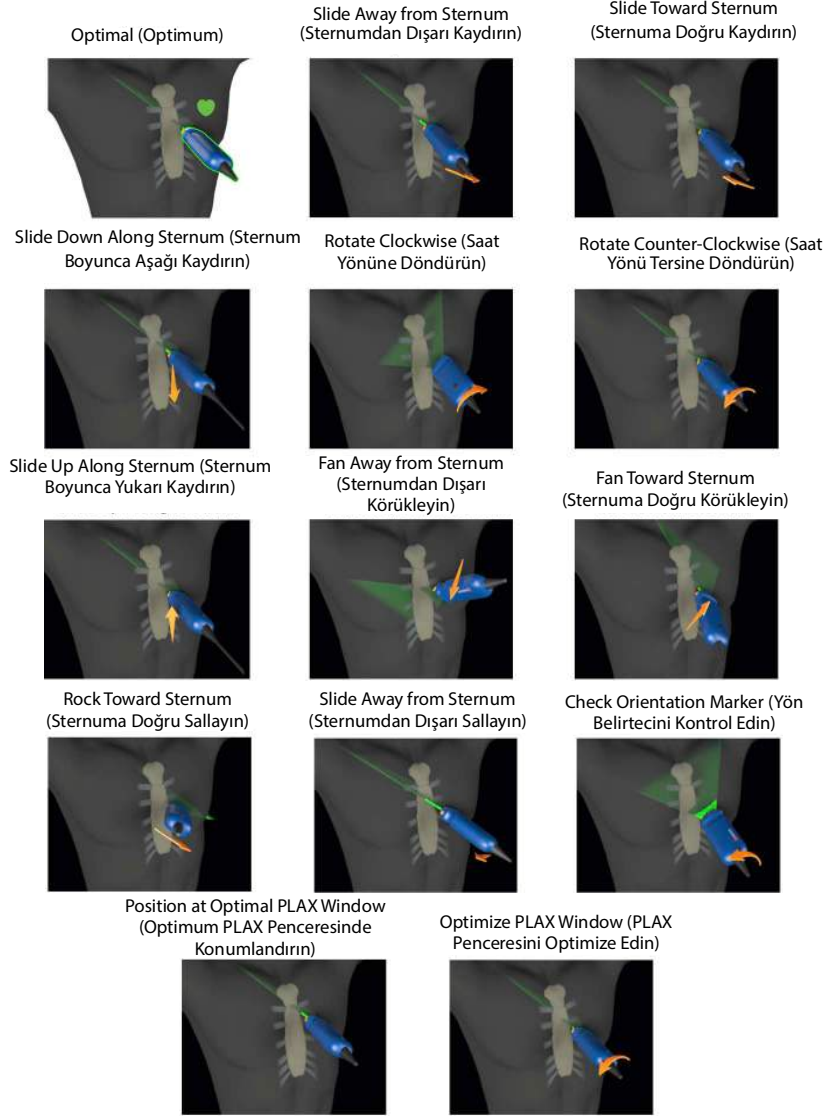 Optimal (Optimum)
Slide Away from Sternum
(Sternumdan Dışarı Kaydırın)
Slide Toward Sternum
(Sternuma Doğru Kaydırın)
Slide Down Along Sternum (Sternum
Boyunca Aşağı Kaydırın)
Rotate Clockwise (Saat
Yönüne Döndürün)
Rotate Counter-Clockwise (Saat
Yönü Tersine Döndürün)
Slide Up Along Sternum (Sternum
Boyunca Yukarı Kaydırın)
Fan Away from Sternum
(Sternumdan Dışarı
Körükleyin)
Fan Toward Sternum
(Sternuma Doğru Körükleyin)
Rock Toward Sternum
(Sternuma Doğru Sallayın)
Slide Away from Sternum
(Sternumdan Dışarı Sallayın)
Check Orientation Marker (Yön
Belirtecini Kontrol Edin)
Position at Optimal PLAX Window
(Optimum PLAX Penceresinde
Konumlandırın)
Optimize PLAX Window (PLAX
Penceresini Optimize Edin)